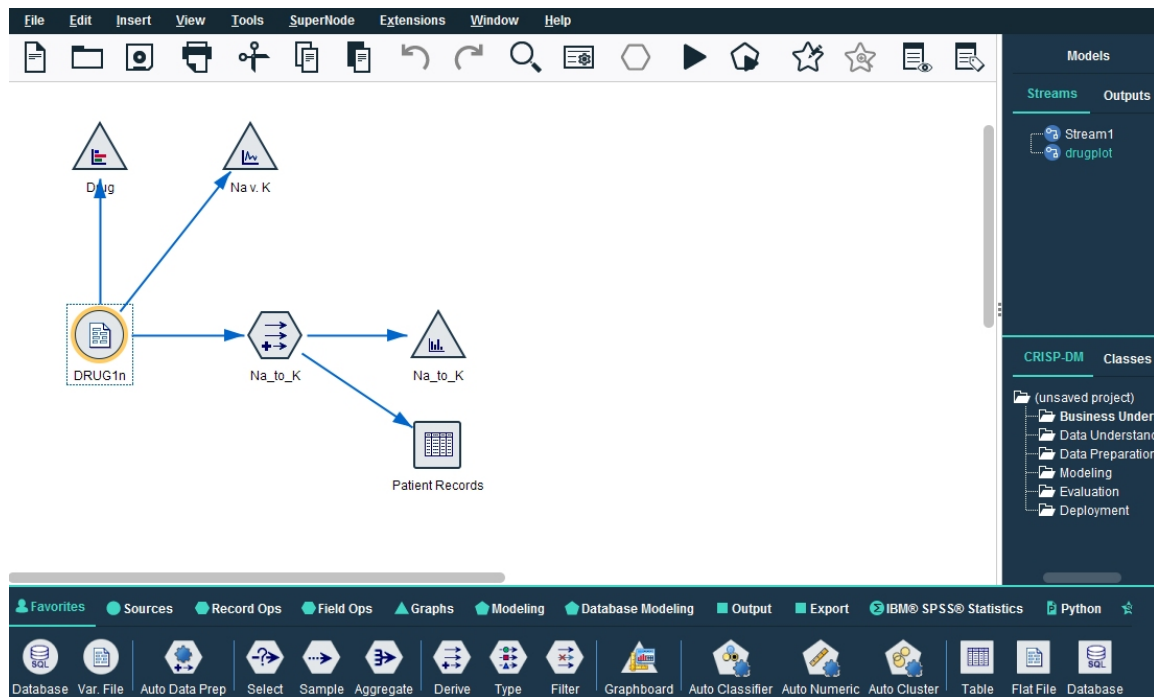 File Edit Insert View Tools SuperNode Extensions Window Help
Models
Streams Outputs
Stream1
drugplot
Drug
Na v. K
DRUG1n
Na_to_K
Na_to_K
Patient Records
CRISP-DM Classes
(unsaved project)
Business Under
Data Understanc
Data Preparation
Modeling
Evaluation
Deployment
Favorites Sources Record Ops Field Ops Graphs Modeling Database Modeling Output Export IBM® SPSS® Statistics Python
SQL SQL
Database Var. File Auto Data Prep Select Sample Aggregate Derive Type Filter Graphboard Auto Classifier Auto Numeric Auto Cluster Table Flat File Database